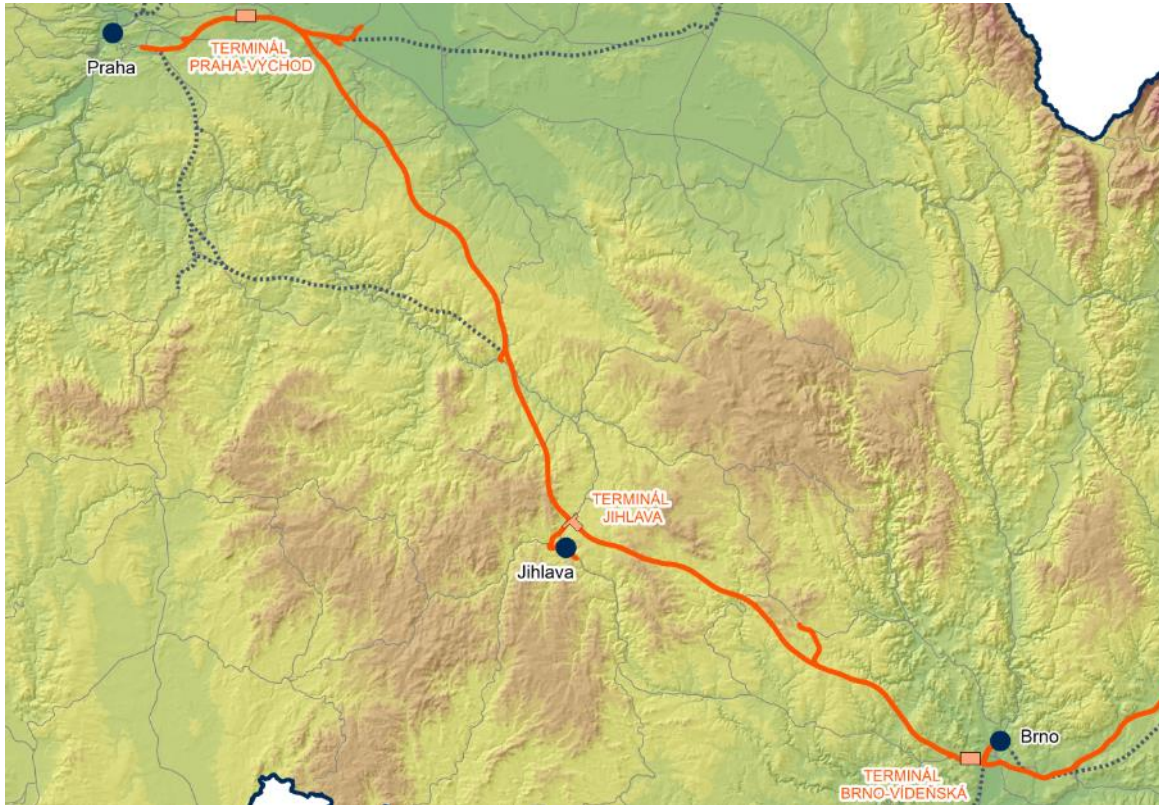 Praha
TERMINÁL
PRAHA-VÝCHOD
TERMINÁL
JIHLAVA
Jihlava
Brno
TERMINÁL
BRNO-VÍDEŇSKÁ